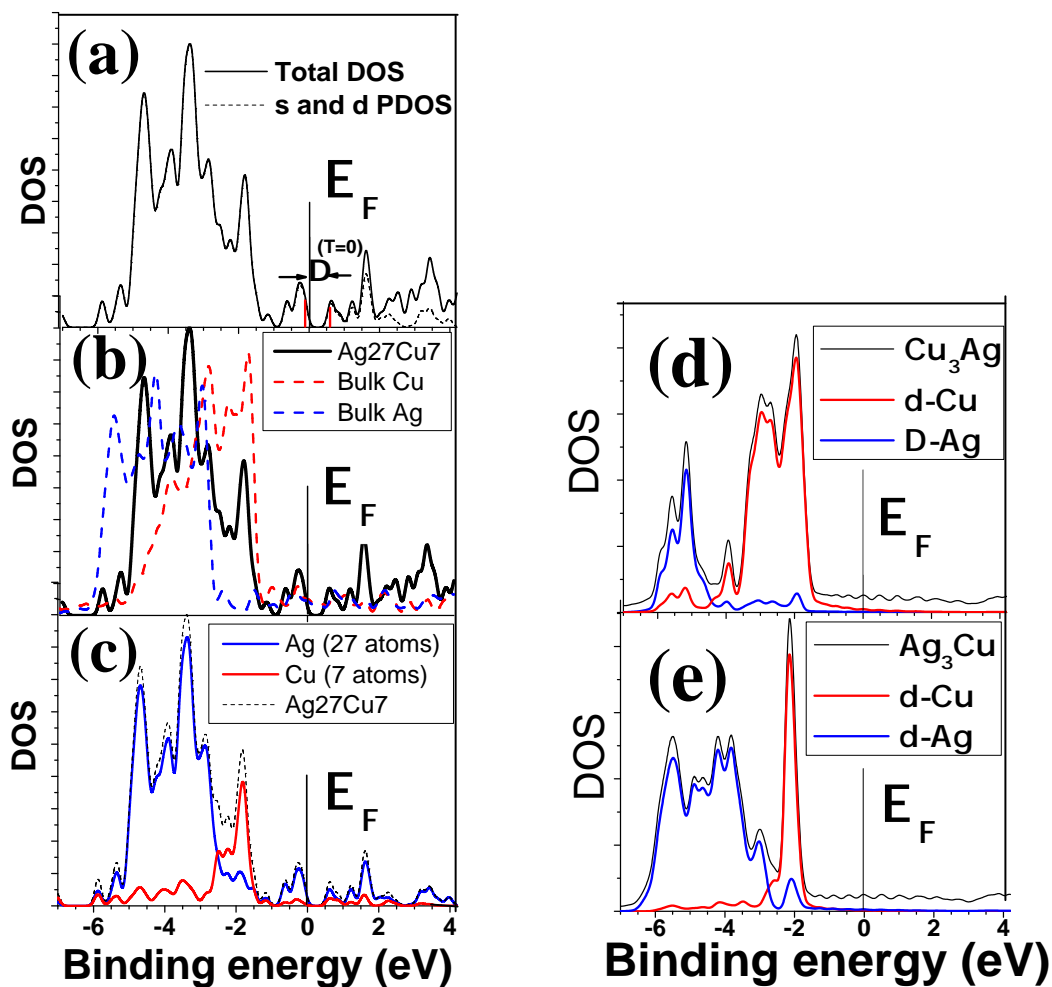 (a)
Total DOS
s and d PDOS
E
F
(T=0)
D
DOS
(b)
Ag27Cu7
Bulk Cu
Bulk Ag
E
F
DOS
(c)
Ag (27 atoms)
Cu (7 atoms)
Ag27Cu7
E
F
DOS
-6 -4 -2 0 2 4
Binding energy (eV)
(d)
Cu3Ag
d-Cu
D-Ag
E
F
DOS
(e)
Ag3Cu
d-Cu
d-Ag
E
F
DOS
-6 -4 -2 0 2 4
Binding energy (eV)